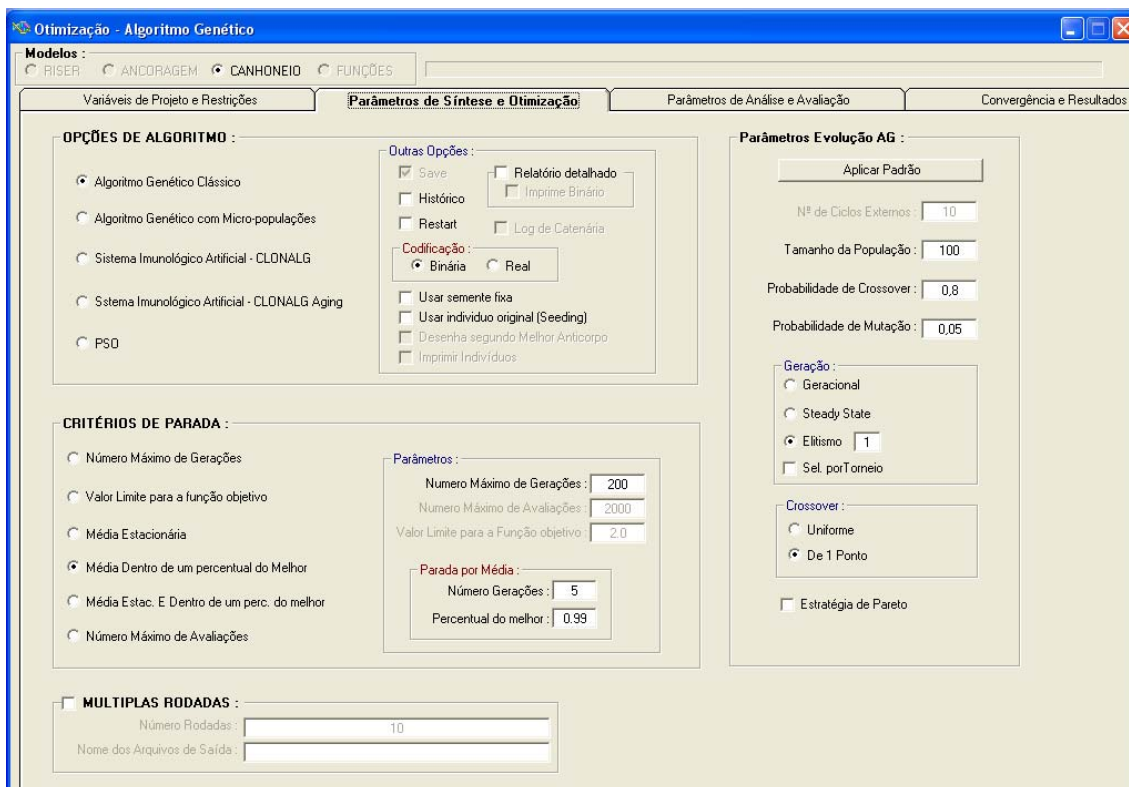 Otimização - Algoritmo Genético
Modelos :
RISER ANCORAGEM CANHONEIO FUNÇÕES
Variáveis de Projeto e Restrições Parâmetros de Síntese e Otimização Parâmetros de Análise e Avaliação Convergência e Resultados
OPÇÕES DE ALGORITMO :
Algoritmo Genético Clássico
Algoritmo Genético com Micro-populações
Sistema Imunológico Artificial - CLONALG
Sstema Imunológico Artificial - CLONALG Aging
PSO
Outras Opções :
Save Relatório detalhado
Imprime Binário
Histórico
Restart Log de Catenária
Codificação :
Binária Real
Usar semente fixa
Usar individuo original (Seeding)
Desenha segundo Melhor Anticorpo
Imprimir Indivíduos
CRITÉRIOS DE PARADA :
Número Máximo de Gerações
Valor Limite para a função objetivo
Média Estacionária
Média Dentro de um percentual do Melhor
Média Estac. E Dentro de um perc. do melhor
Número Máximo de Avaliações
Parâmetros :
Numero Máximo de Gerações : 200
Numero Máximo de Avaliações : 2000
Valor Limite para a Função objetivo : 2.0
Parada por Média :
Número Gerações : 5
Percentual do melhor : 0.99
MULTIPLAS RODADAS :
Número Rodadas : 10
Nome dos Arquivos de Saída :
Parâmetros Evolução AG :
Aplicar Padrão
Nº de Ciclos Externos : 10
Tamanho da População : 100
Probabilidade de Crossover : 0,8
Probabilidade de Mutação : 0,05
Geração :
Geracional
Steady State
Elitismo 1
Sel. porTorneio
Crossover :
Uniforme
De 1 Ponto
Estratégia de Pareto